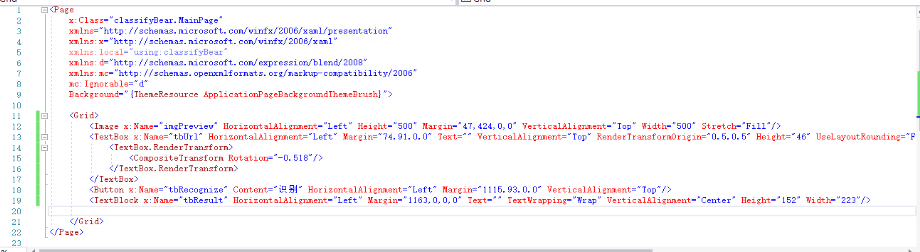 1 <Page
2 x:Class="classifyBear.MainPage"
3 xmlns="http://schemas.microsoft.com/winfx/2006/xaml/presentation"
4 xmlns:x="http://schemas.microsoft.com/winfx/2006/xaml"
5 xmlns:local="using:classifyBear"
6 xmlns:d="http://schemas.microsoft.com/expression/blend/2008"
7 xmlns:mc="http://schemas.openxmlformats.org/markup-compatibility/2006"
8 mc:Ignorable="d"
9 Background="{ThemeResource ApplicationPageBackgroundThemeBrush}">
10
11 <Grid>
12 <Image x:Name="imgPreview" HorizontalAlignment="Left" Height="500" Margin="47,424,0,0" VerticalAlignment="Top" Width="500" Stretch="Fill"/>
13 <TextBox x:Name="tbUrl" HorizontalAlignment="Left" Margin="74,91,0,0" Text="" VerticalAlignment="Top" RenderTransformOrigin="0.5,0.5" Height="46" UseLayoutRounding="F
14 <TextBox.RenderTransform>
15 <CompositeTransform Rotation="-0.518"/>
16 </TextBox.RenderTransform>
17 </TextBox>
18 <Button x:Name="tbRecognize" Content="识别" HorizontalAlignment="Left" Margin="1115,93,0,0" VerticalAlignment="Top"/>
19 <TextBlock x:Name="tbResult" HorizontalAlignment="Left" Margin="1163,0,0,0" Text="" TextWrapping="Wrap" VerticalAlignment="Center" Height="152" Width="223"/>
20
21 </Grid>
22 </Page>
23